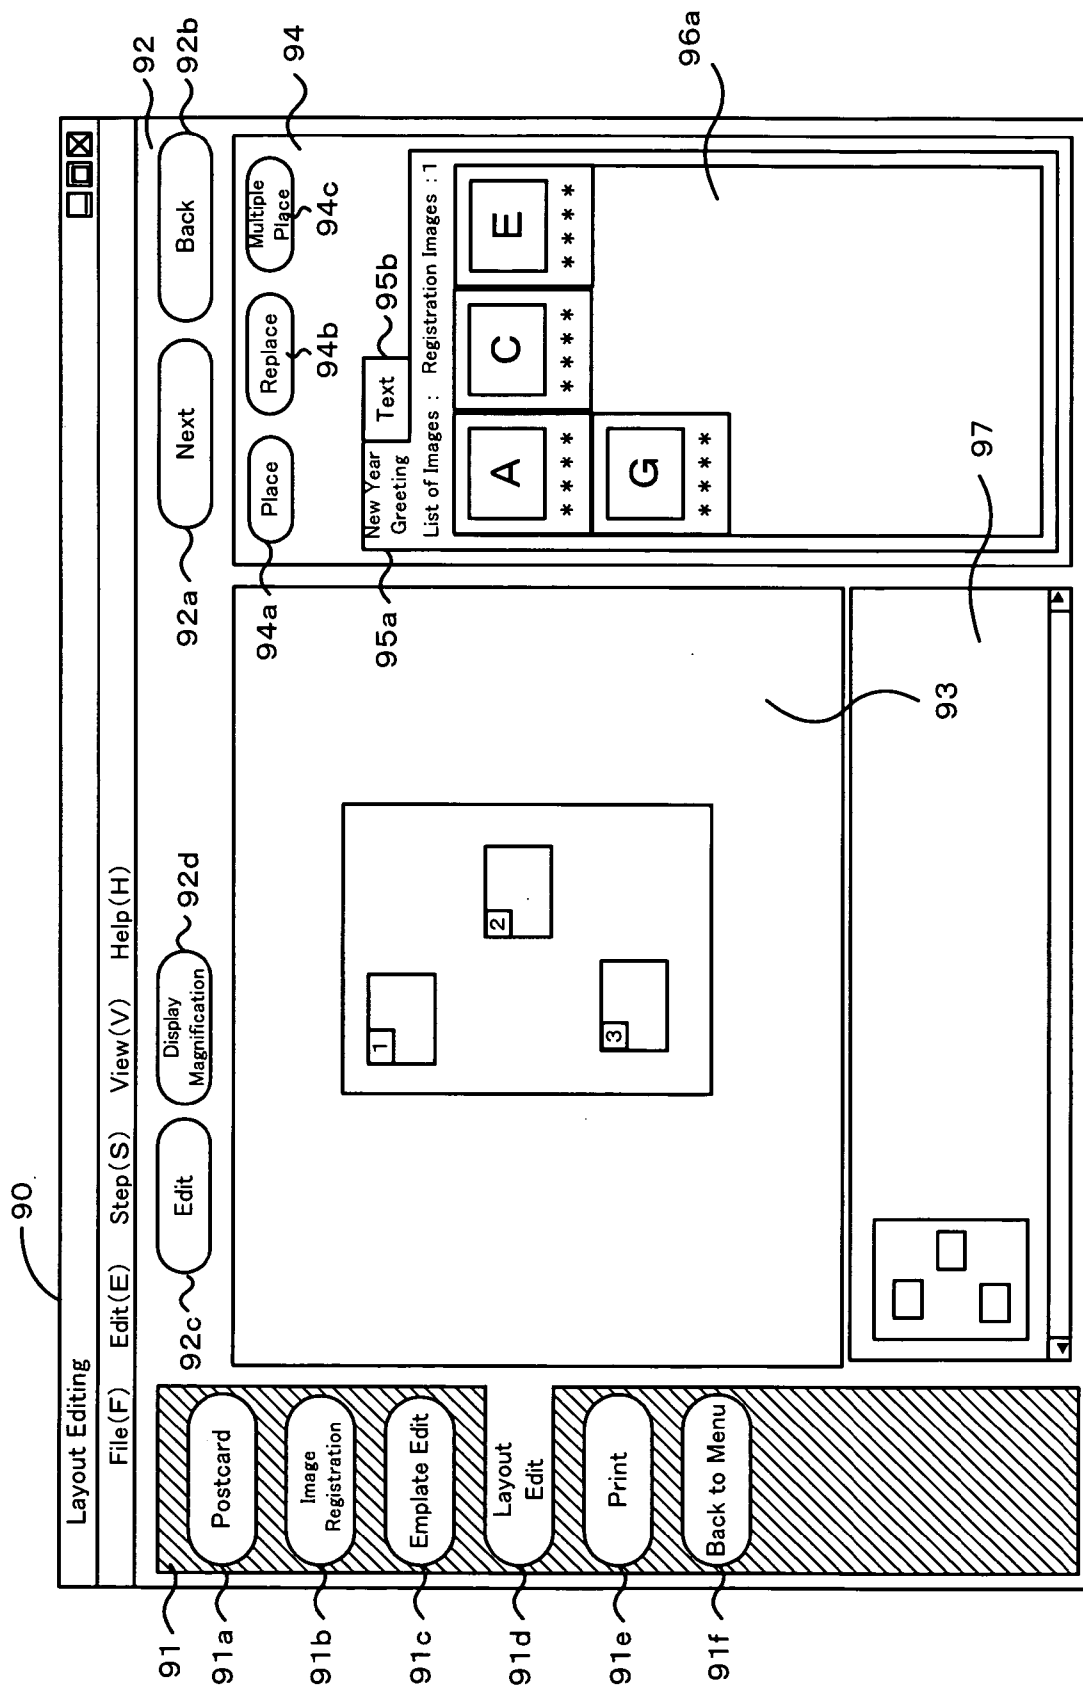 90
Layout Editing
File(F) Edit(E) Step(S) View(V) Help(H)
92
92b
92a
92c
92d
Edit
Display
Magnification
Next
Back
91
91a
Postcard
91b
Image
Registration
91c
Emplate Edit
91d
Layout
Edit
91e
Print
91f
Back to Menu
1
2
3
93
94
Place
Replace
Multiple
Place
94a
94b
94c
95a
New Year
Greeting
Text
95b
List of Images : Registration Images : 1
A
C
E
* * * *
* * * *
* * * *
G
* * * *
96a
97